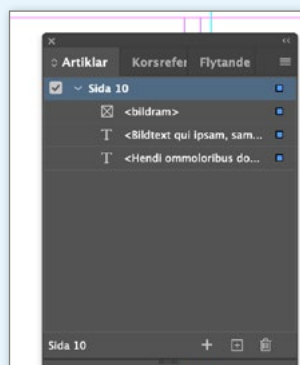 Artiklar Korsrefer Flytande
Sida 10
<bildram>
<Bildtext qui ipsam, sam...
<Hendi ommoloribus do...
Sida 10